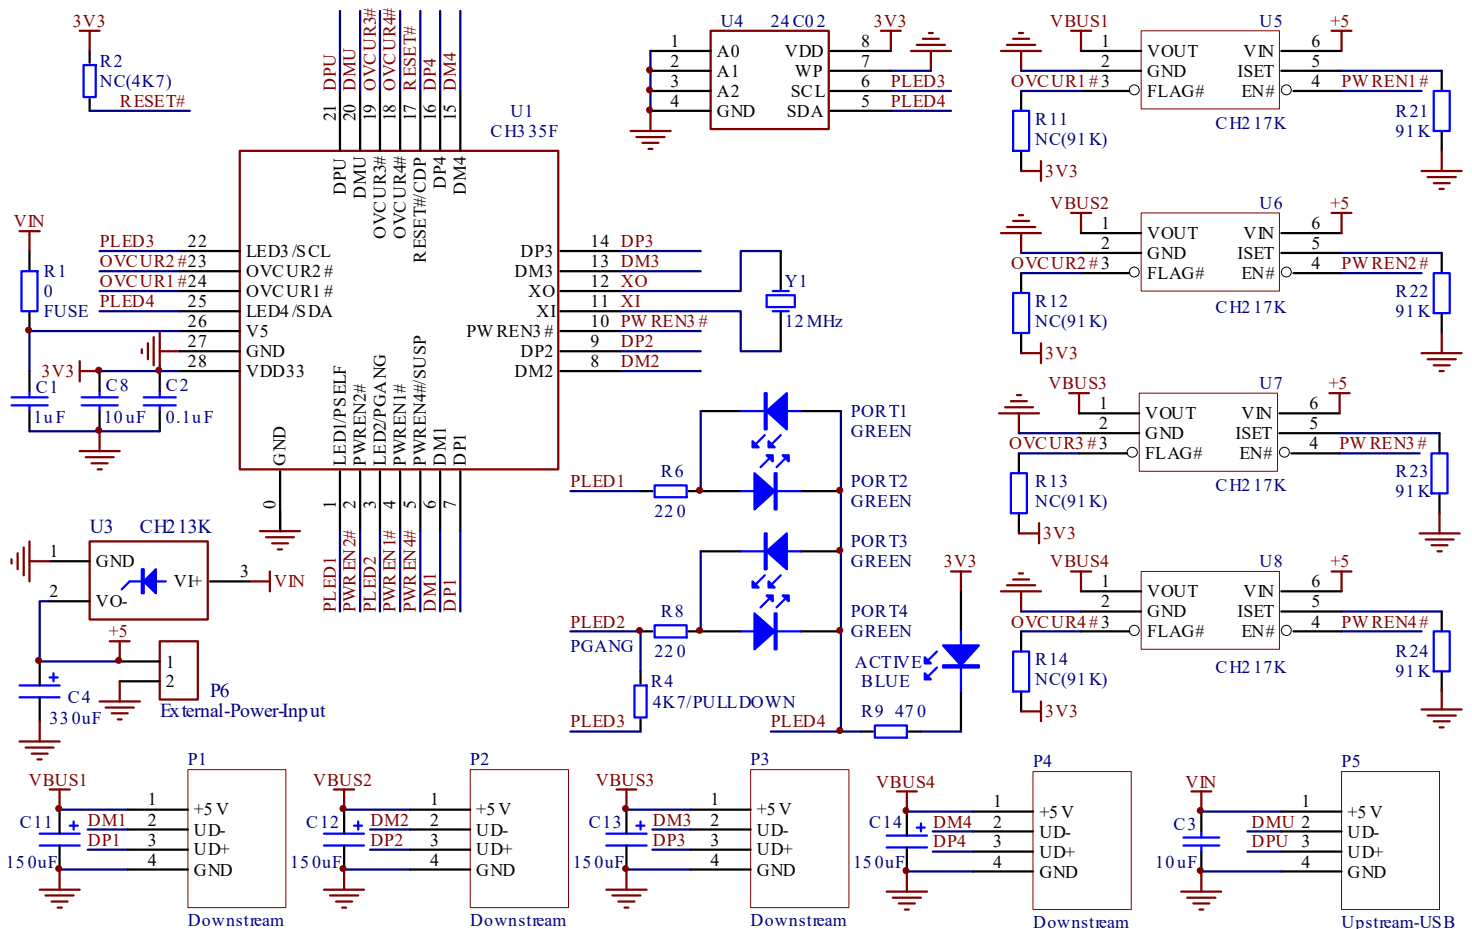 3V3
R2
NC(4K7)
RESET#
DPU
DMU
OVCUR3#
OVCUR4#
RESET#
DP4
DM4
21
20
19
18
17
16
15
U1
CH335F
DPU
DMU
OVCUR3#
OVCUR4#
RESET#/CDP
DP4
DM4
VIN
R1
0
FUSE
PLED3 22 LED3/SCL
OVCUR2# 23 OVCUR2#
OVCUR1# 24 OVCUR1#
PLED4 25 LED4/SDA
26 V5
27 GND
3V3 28 VDD33
C1
1uF
C8
10uF
C2
0.1uF
DP3 14 DP3
DM3 13 DM3
XO 12 XO
XI 11 XI
PWREN3# 10 PWREN3#
DP2 9 DP2
DM2 8 DM2
Y1
12MHz
GND
LED1/PSELF
PWREN2#
LED2/PGANG
PWREN1#
PWREN4#/SUSP
DM1
DP1
0
1
2
3
4
5
6
7
PLED1
PWREN2#
PLED2
PWREN1#
PWREN4#
DM1
DP1
U4 24C02
3V3
1 A0 VDD 8
2 A1 WP 7
3 A2 SCL 6 PLED3
4 GND SDA 5 PLED4
VBUS1 U5 +5
1 VOUT VIN 6
2 GND ISET 5
OVCUR1# 3 FLAG# EN# 4 PWREN1#
R11
NC(91K)
CH217K
R21
91K
3V3
VBUS2 U6 +5
1 VOUT VIN 6
2 GND ISET 5
OVCUR2# 3 FLAG# EN# 4 PWREN2#
R12
NC(91K)
CH217K
R22
91K
3V3
VBUS3 U7 +5
1 VOUT VIN 6
2 GND ISET 5
OVCUR3# 3 FLAG# EN# 4 PWREN3#
R13
NC(91K)
CH217K
R23
91K
3V3
VBUS4 U8 +5
1 VOUT VIN 6
2 GND ISET 5
OVCUR4# 3 FLAG# EN# 4 PWREN4#
R14
NC(91K)
CH217K
R24
91K
3V3
PORT1
GREEN
PLED1 R6
220
PORT2
GREEN
PORT3
GREEN
PLED2 R8
PGANG 220
PORT4
GREEN
R4
4K7/PULLDOWN
PLED3
PLED4
R9 470
ACTIVE
BLUE
3V3
U3 CH213K
1 GND
VI+ 3 VIN
2 VO-
+5
1
2
C4
330uF
P6
External-Power-Input
P1
VBUS1
1 +5V
DM1 2 UD-
DP1 3 UD+
4 GND
C11
150uF
Downstream
P2
VBUS2
1 +5V
DM2 2 UD-
DP2 3 UD+
4 GND
C12
150uF
Downstream
P3
VBUS3
1 +5V
DM3 2 UD-
DP3 3 UD+
4 GND
C13
150uF
Downstream
P4
VBUS4
1 +5V
DM4 2 UD-
DP4 3 UD+
4 GND
C14
150uF
Downstream
P5
VIN
1 +5V
DMU 2 UD-
DPU 3 UD+
4 GND
C3
10uF
Upstream-USB